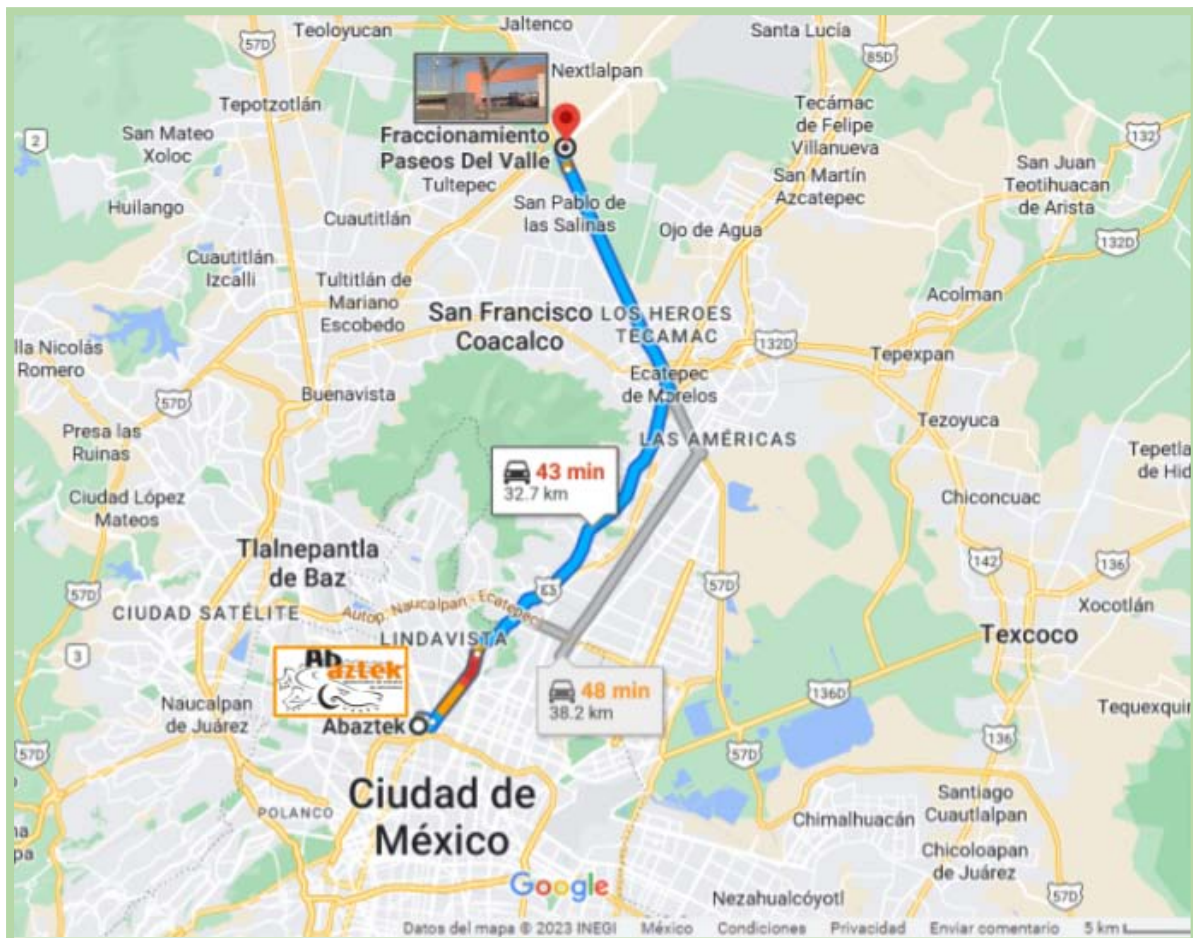 Jaltenco
Teoloyucan
Santa Lucía
57D
85D
Nextlalpan
Tepotzotlán
Tecámac
de Felipe
Villanueva
2
San Mateo
Xoloc
132
Fraccionamiento
Paseos Del Valle
San Juan
Teotihuacan
de Arista
Tultepec
San Martín
Azcatepec
Huilango
San Pablo de
las Salinas
Cuautitlán
Ojo de Agua
132D
Cuautitlán
Izcalli
Tultitlán de
Mariano
Escobedo
Acolman
San Francisco
Coacalco
LOS HEROES
TECAMAC
lla Nicolás
Romero
132D
Tepexpan
Ecatepec
de Morelos
Buenavista
57D
Tezoyuca
Presa las
Ruinas
LAS AMÉRICAS
Tepetla
de Hid
43 min
32.7 km
Ciudad López
Mateos
Chiconcuac
Tlalnepantla
de Baz
142
136
57D
57D
Xocotlán
CIUDAD SATÉLITE
Autop. Naucalpan - Ecatepec
LINDAVISTA
Texcoco
3
Ab
aztek
48 min
38.2 km
136D
Naucalpan
de Juárez
Abaztek
Tequexqui
136
57D
57D
Ciudad de
México
Santiago
Cuautlalpan
POLANCO
Chimalhuacán
na
pa
Chicoloapan
de Juárez
Google
Nezahualcóyotl
57D
Datos del mapa © 2023 INEGI México Condiciones Privacidad Enviar comentario 5 km